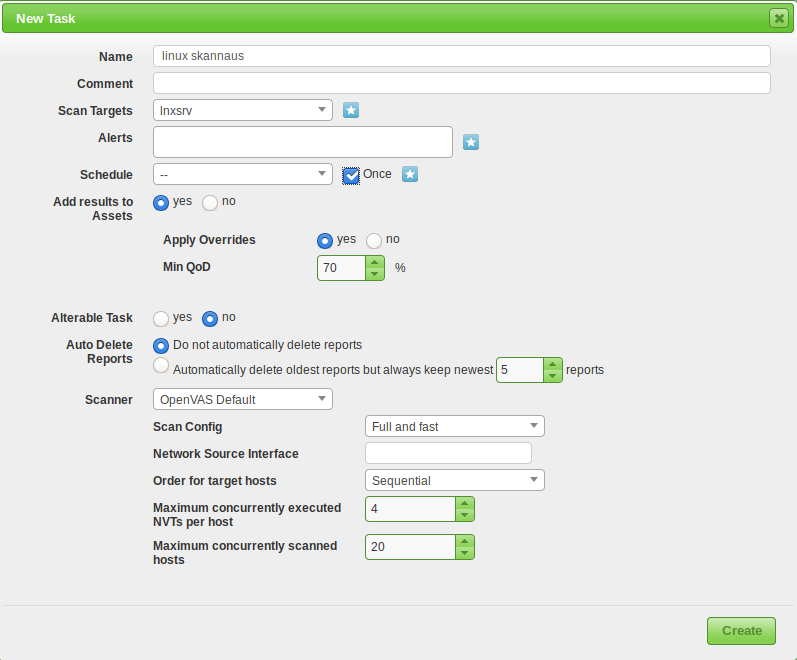 New Task
Name linux skannaus
Comment
Scan Targets lnxsrv
Alerts
Schedule -- Once
Add results to yes no
Assets
Apply Overrides yes no
Min QoD 70 %
Alterable Task yes no
Auto Delete Do not automatically delete reports
Reports
Automatically delete oldest reports but always keep newest 5 reports
Scanner OpenVAS Default
Scan Config Full and fast
Network Source Interface
Order for target hosts Sequential
Maximum concurrently executed 4
NVTs per host
Maximum concurrently scanned 20
hosts
Create